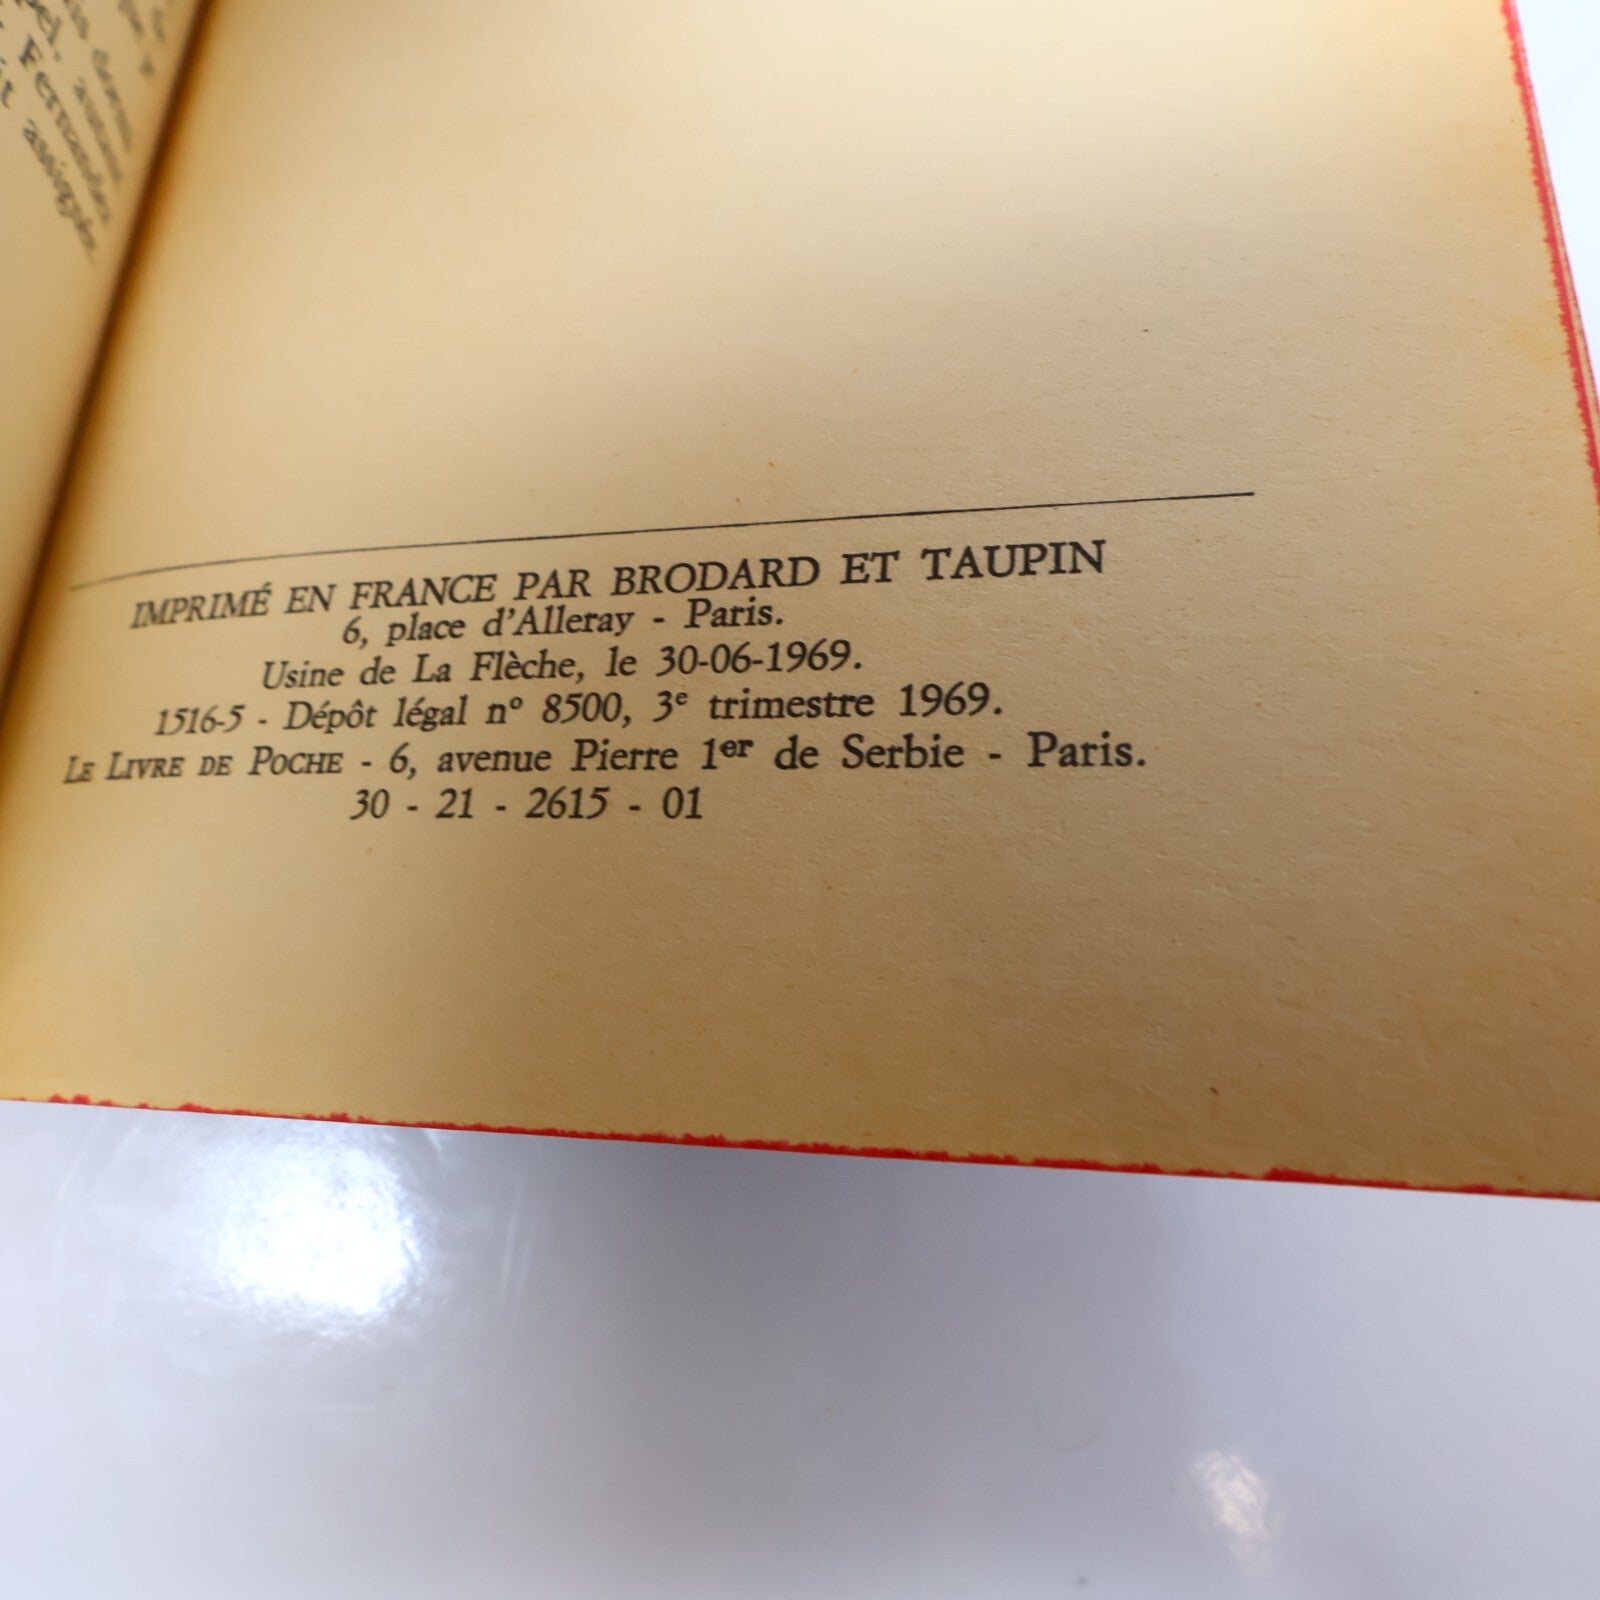 Fernandez
assigné.
IMPRIMÉ EN FRANCE PAR BRODARD ET TAUPIN
6, place d'Alleray - Paris.
Usine de La Flèche, le 30-06-1969.
1516-5 - Dépôt légal n° 8500, 3e trimestre 1969.
LE LIVRE DE POCHE - 6, avenue Pierre 1er de Serbie - Paris.
30 - 21 - 2615 - 01